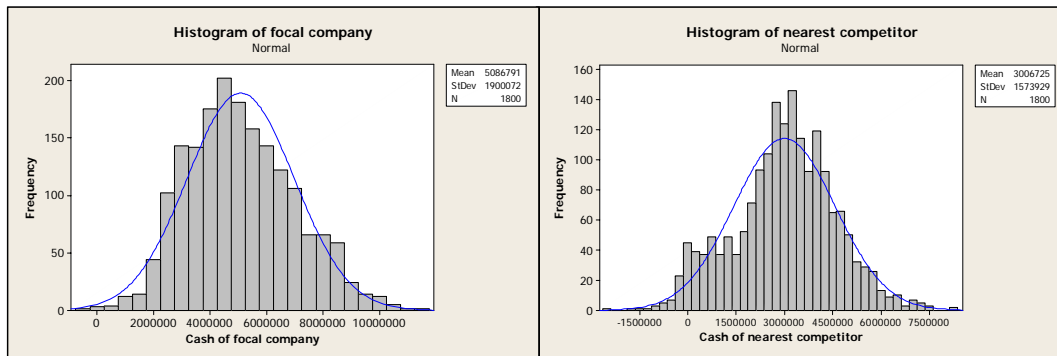 Histogram of focal company
Normal
Mean 5086791
StDev 1900072
N 1800
200
150
100
50
0
Frequency
0 2000000 4000000 6000000 8000000 10000000
Cash of focal company
Histogram of nearest competitor
Normal
Mean 3006725
StDev 1573929
N 1800
160
140
120
100
80
60
40
20
0
Frequency
-1500000 0 1500000 3000000 4500000 6000000 7500000
Cash of nearest competitor